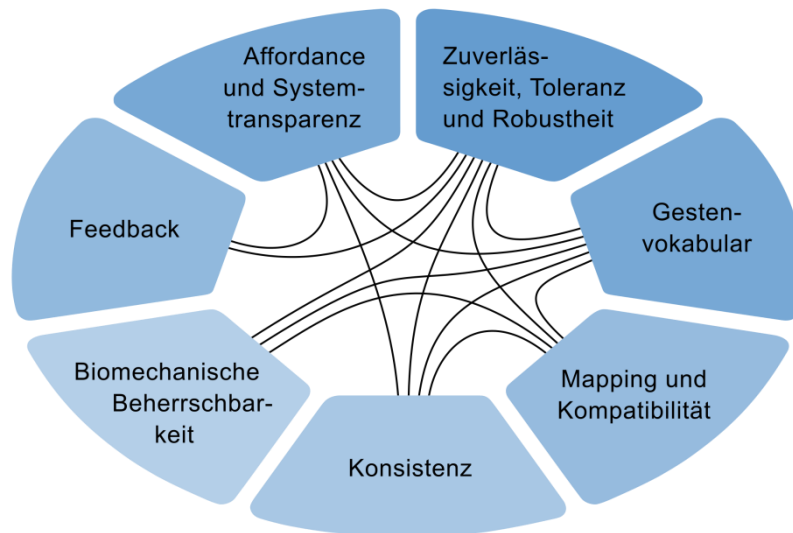 Affordance
und System-
transparenz
Zuverläs-
sigkeit, Toleranz
und Robustheit
Feedback
Gesten-
vokabular
Biomechanische
Beherrschbar-
keit
Mapping und
Kompatibilität
Konsistenz